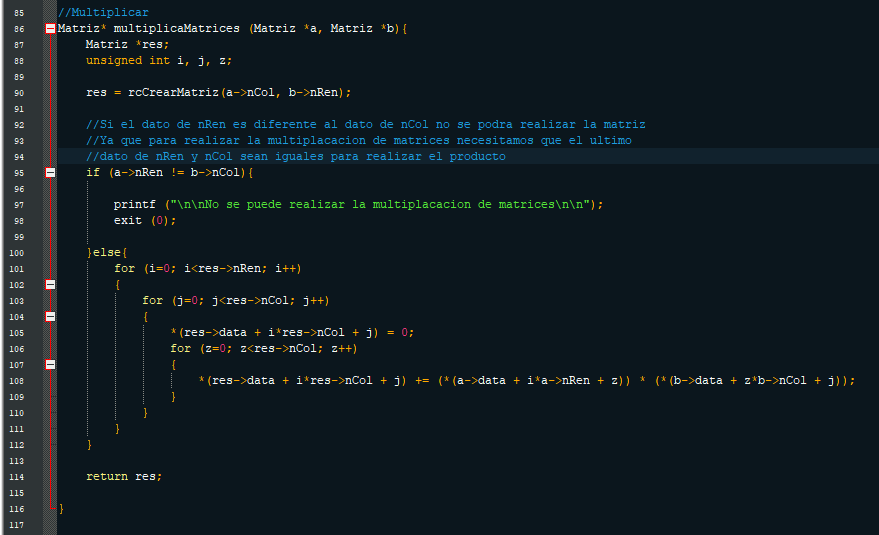 85 //Multiplicar
86 Matriz* multiplicaMatrices (Matriz *a, Matriz *b){
87 Matriz *res;
88 unsigned int i, j, z;
89
90 res = rcCrearMatriz(a->nCol, b->nRen);
91
92 //Si el dato de nRen es diferente al dato de nCol no se podra realizar la matriz
93 //Ya que para realizar la multiplacacion de matrices necesitamos que el ultimo
94 //dato de nRen y nCol sean iguales para realizar el producto
95 if (a->nRen != b->nCol){
96
97 printf ("\n\nNo se puede realizar la multiplacacion de matrices\n\n");
98 exit (0);
99
100 }else{
101 for (i=0; i<res->nRen; i++)
102 {
103 for (j=0; j<res->nCol; j++)
104 {
105 *(res->data + i*res->nCol + j) = 0;
106 for (z=0; z<res->nCol; z++)
107 {
108 *(res->data + i*res->nCol + j) += (*(a->data + i*a->nRen + z)) * (*(b->data + z*b->nCol + j));
109 }
110 }
111 }
112 }
113
114 return res;
115
116 }
117